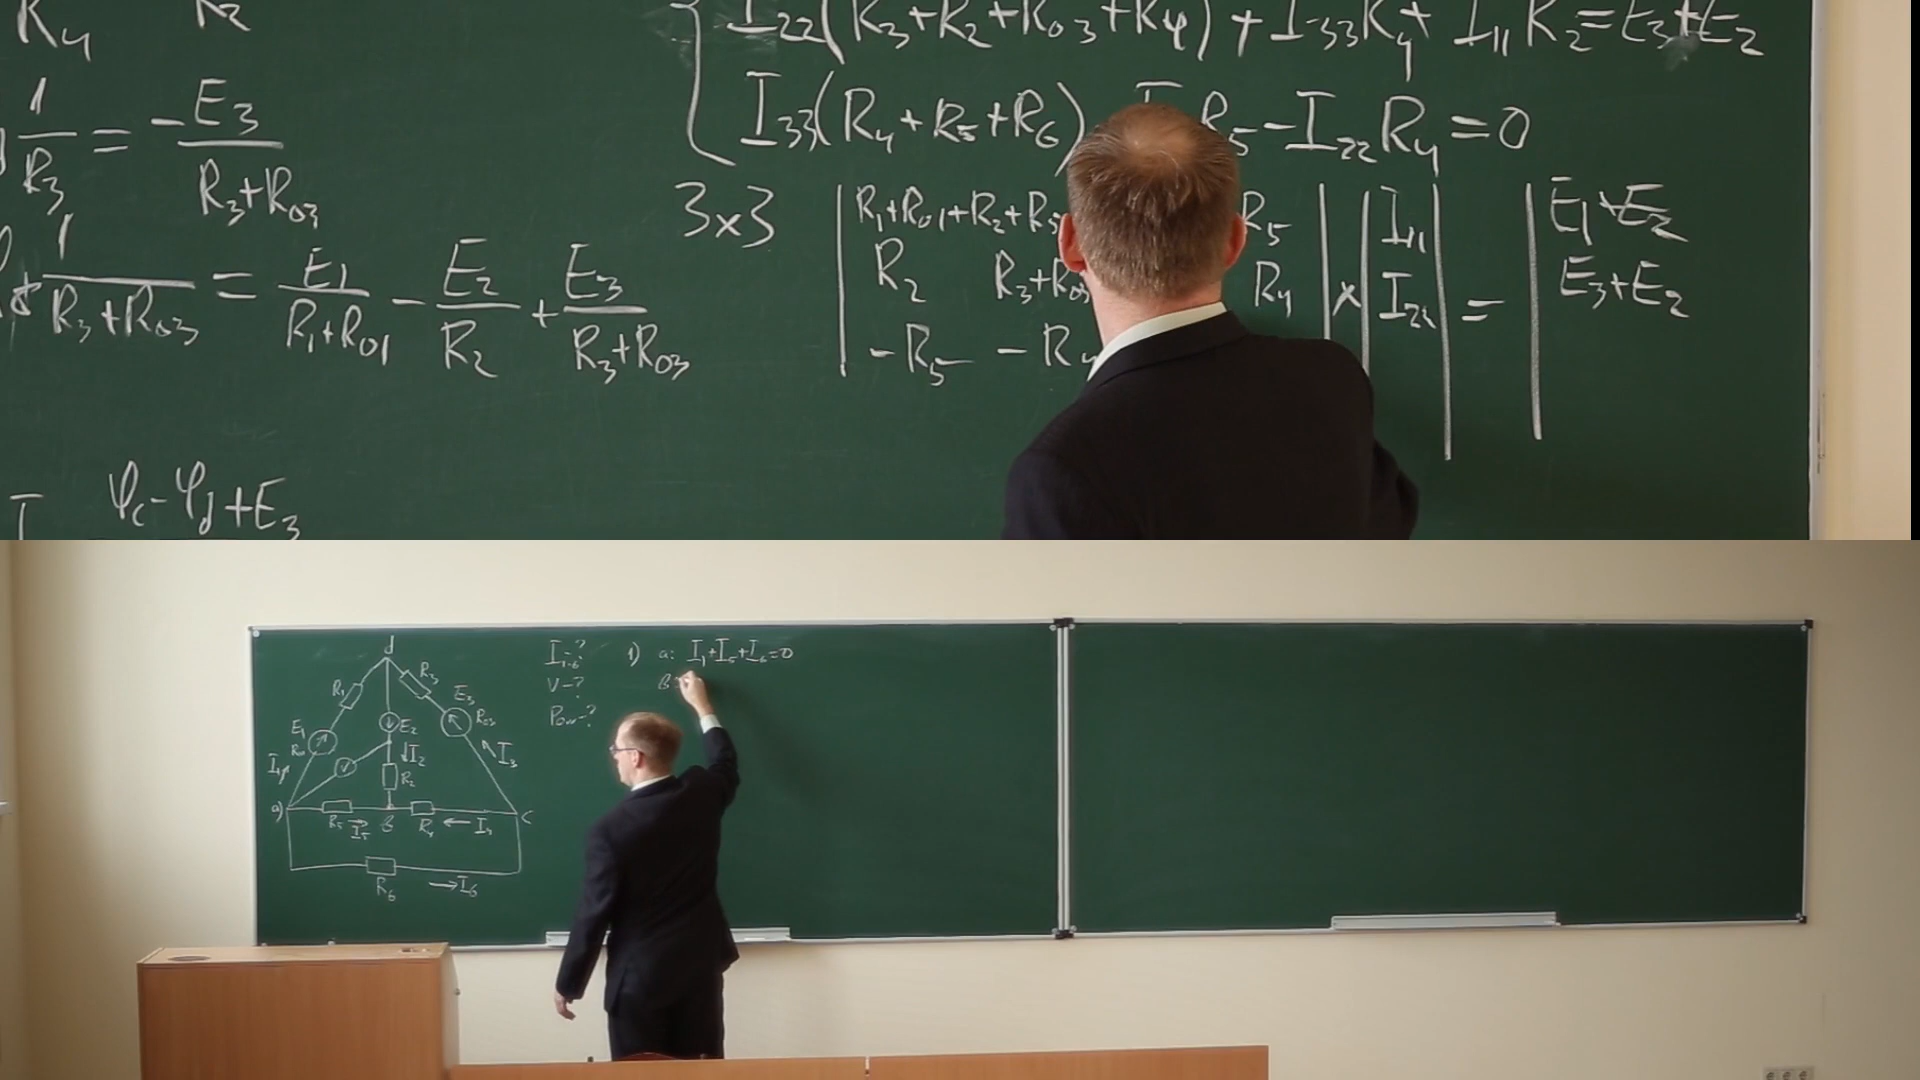 R₄ R₂
1/R₃ = -E₃/(R₃+R₀₃)
1/(R₃+R₀₃) = E₁/(R₁+R₀₁) - E₂/R₂ + E₃/(R₃+R₀₃)
φc-φd+E₃
I₂₂(R₃+R₂+R₀₃+R₄)+I₃₃R₄+I₁₁R₂=E₃+E₂
I₃₃(R₄+R₅+R₆) R₅-I₂₂R₄=0
3×3 | R₁+R₀₁+R₂+R₅ R₅ | | I₁₁ | | E₁+E₂
R₂ R₃+R₀₃ R₄ | × | I₂₂ | = | E₃+E₂
-R₅ -R₄
d
R₁ R₃
E₁ E₂ E₃ R₀₃
I₁ V I₂ R₂ I₃
a) R₅ I₅ в R₄ I₄ c
R₆ I₆
I₁₋₆-?
V-?
1) a: I₁+I₅+I₆=0
в: